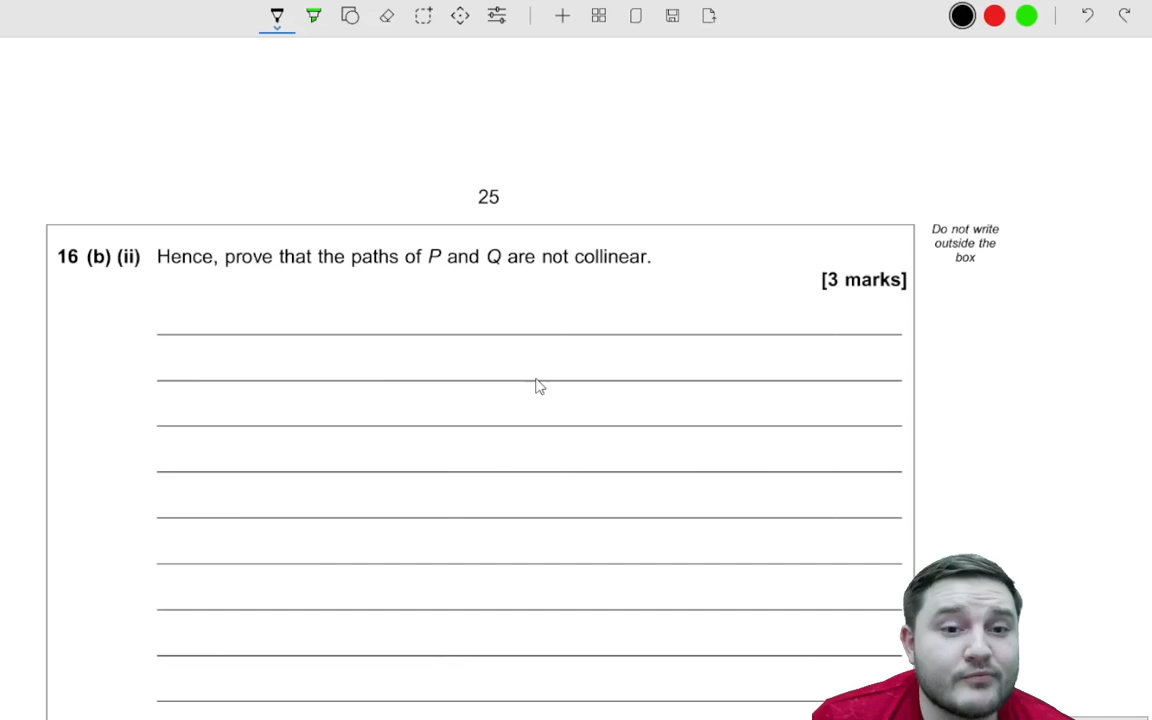 25
16 (b) (ii) Hence, prove that the paths of P and Q are not collinear.
[3 marks]
Do not write
outside the
box